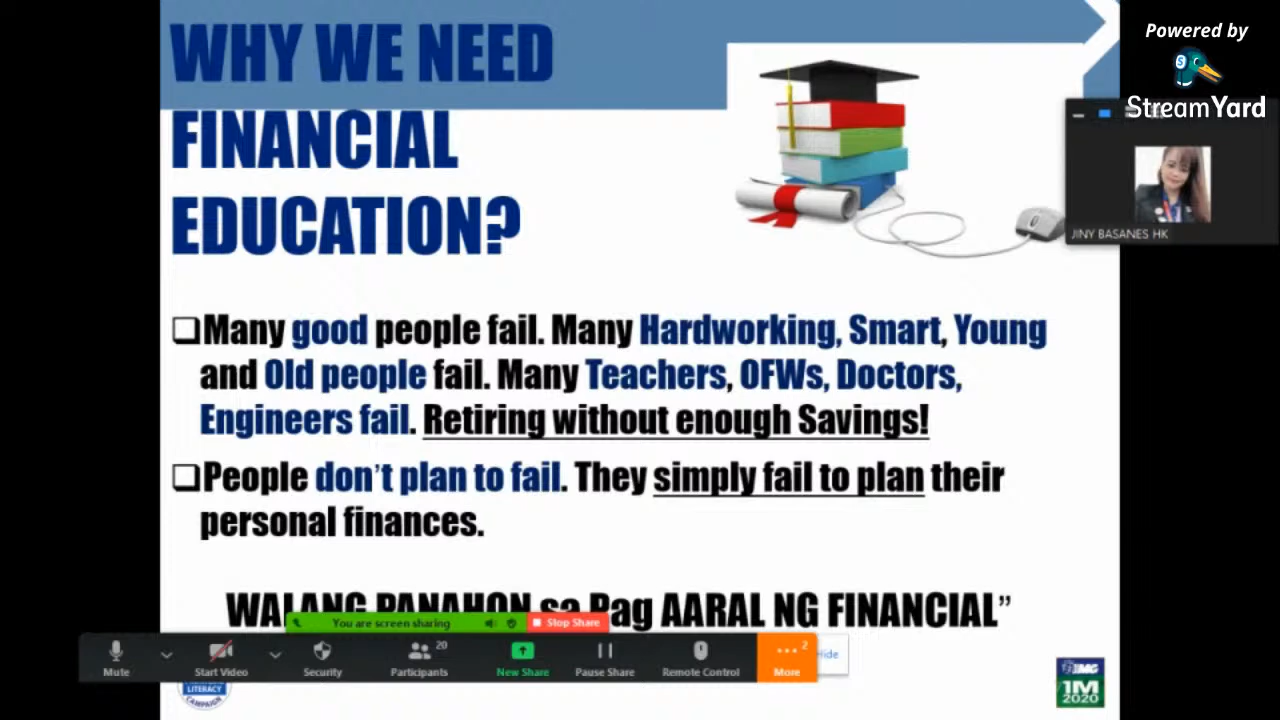 WHY WE NEED
FINANCIAL
EDUCATION?
Powered by
StreamYard
JINY BASANES HK
Many good people fail. Many Hardworking, Smart, Young
and Old people fail. Many Teachers, OFWs, Doctors,
Engineers fail. Retiring without enough Savings!
People don't plan to fail. They simply fail to plan their
personal finances.
WALANG PANAHON sa Pag AARAL NG FINANCIAL”
You are screen sharing
Stop Share
Mute
Start Video
Security
20
Participants
New Share
Pause Share
Remote Control
2
More
Hide
LITERACY
CAMPAIGN
IMG
1M
2020